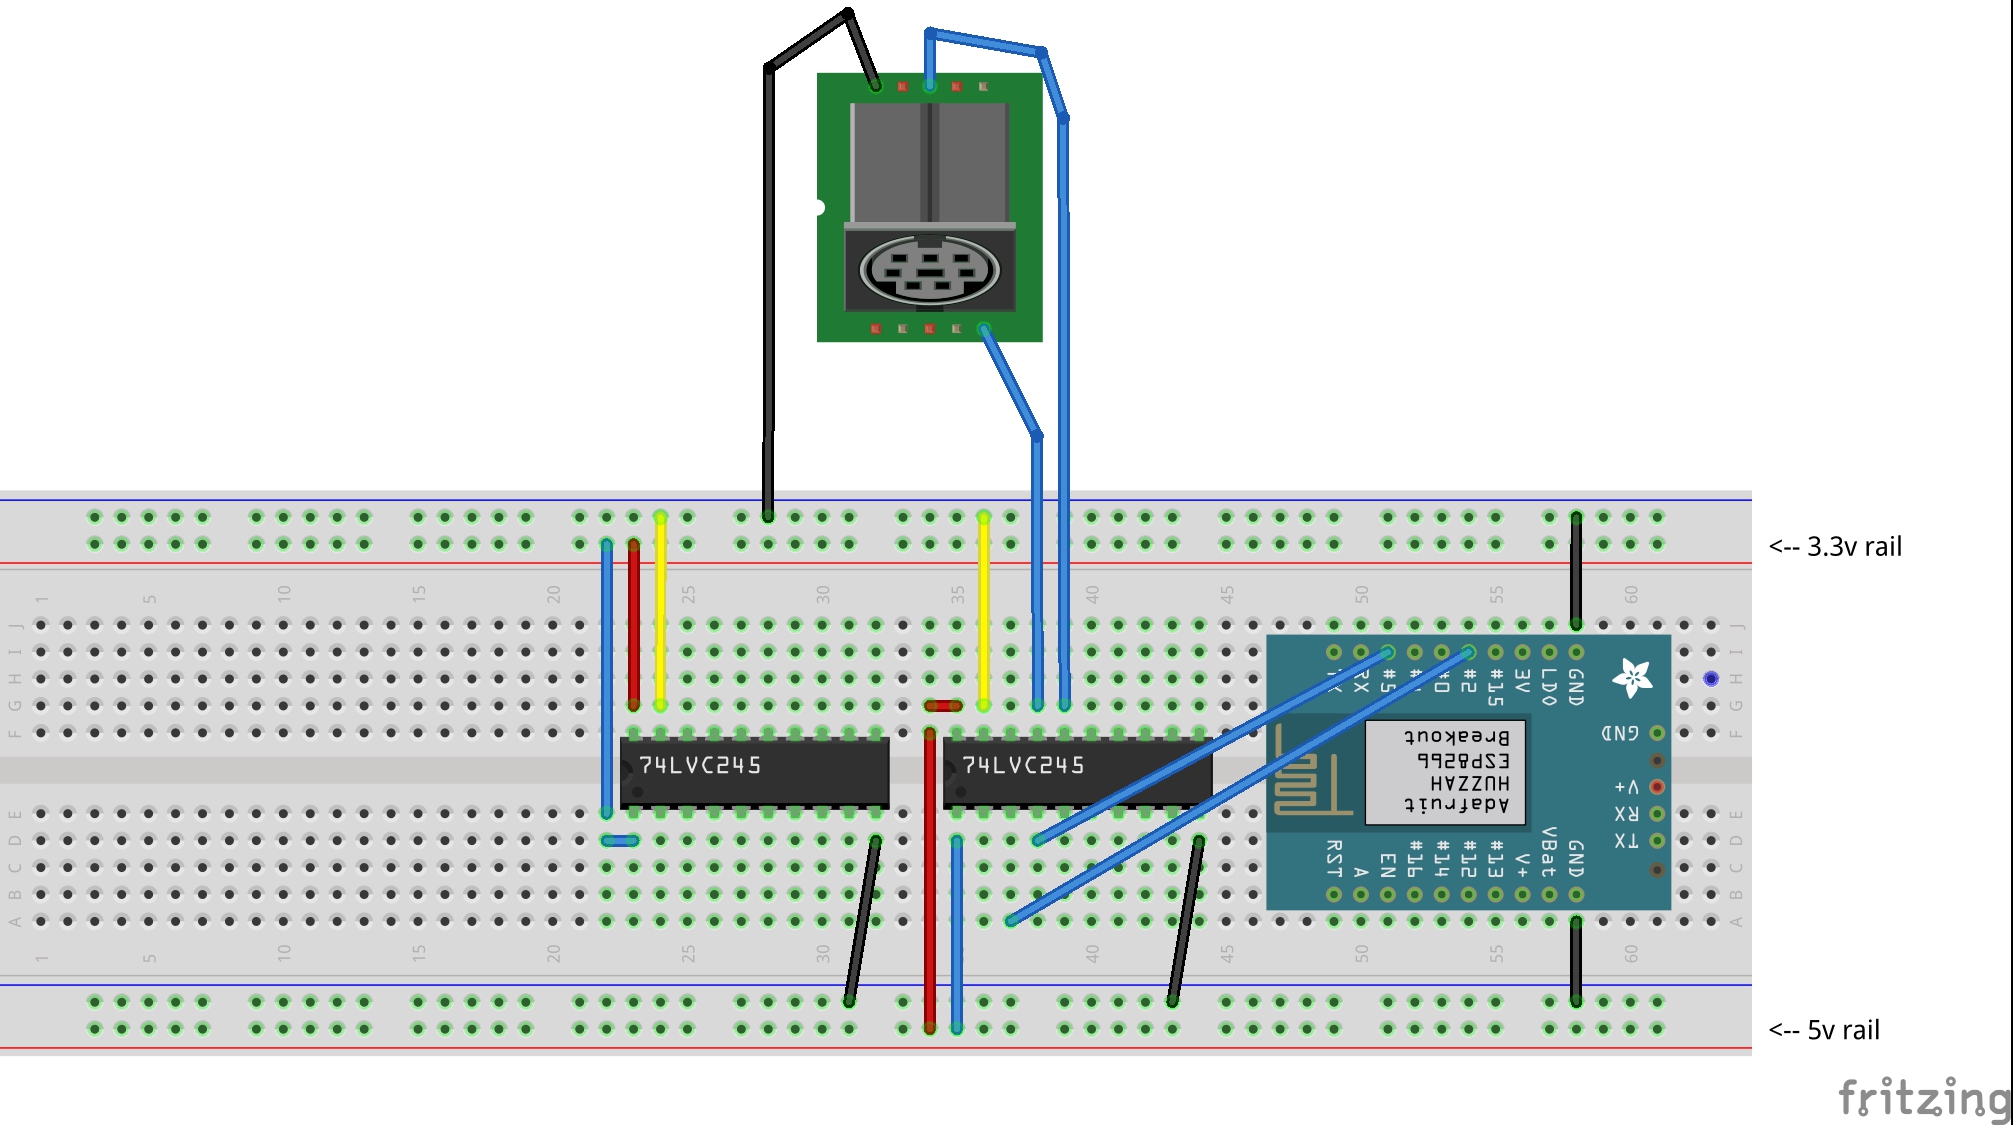 <-- 3.3v rail
1 5 10 15 20 25 30 35 40 45 50 55 60
J J
I I
H H
G G
F F
TX RX #5 #0 #2 #15 3V LDO GND
74LVC245 74LVC245
Adafruit
HUZZAH
ESP8266
Breakout
GND
V+
RX
TX
RST A EN #16 #14 #12 #13 V+ VBat GND
E E
D D
C C
B B
A A
1 5 10 15 20 25 30 40 45 50 55 60
<-- 5v rail
fritzing